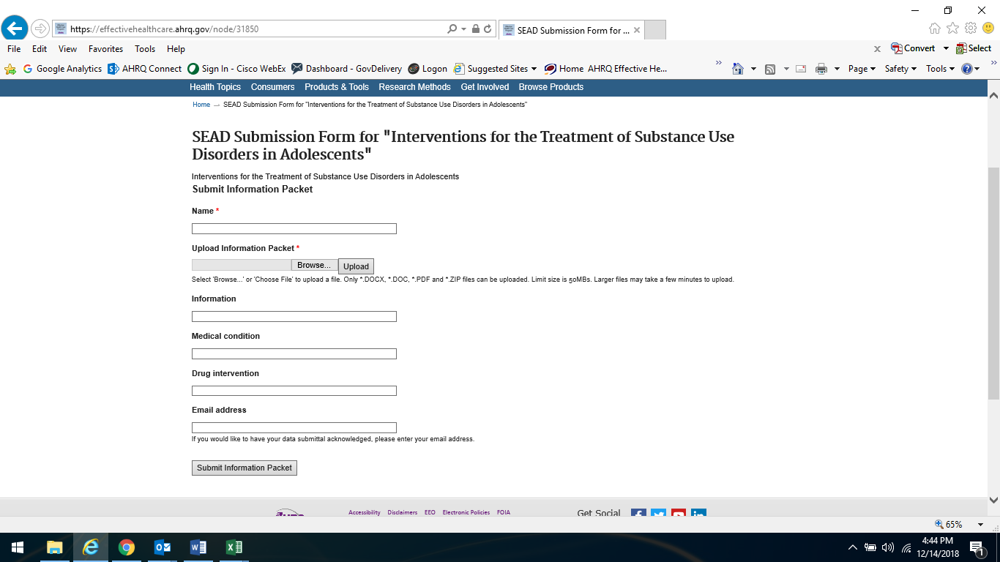 https://effectivehealthcare.ahrq.gov/node/31850
SEAD Submission Form for ...
File Edit View Favorites Tools Help
Convert Select
Google Analytics AHRQ Connect Sign In - Cisco WebEx Dashboard - GovDelivery Logon Suggested Sites Home AHRQ Effective He... Page Safety Tools
Health Topics Consumers Products & Tools Research Methods Get Involved Browse Products
Home → SEAD Submission Form for "Interventions for the Treatment of Substance Use Disorders in Adolescents"
SEAD Submission Form for "Interventions for the Treatment of Substance Use
Disorders in Adolescents"
Interventions for the Treatment of Substance Use Disorders in Adolescents
Submit Information Packet
Name *
Upload Information Packet *
Browse... Upload
Select 'Browse...' or 'Choose File' to upload a file. Only *.DOCX, *.DOC, *.PDF and *.ZIP files can be uploaded. Limit size is 50MBs. Larger files may take a few minutes to upload.
Information
Medical condition
Drug intervention
Email address
If you would like to have your data submittal acknowledged, please enter your email address.
Submit Information Packet
Accessibility Disclaimers EEO Electronic Policies FOIA Get Social
65%
4:44 PM
12/14/2018
1